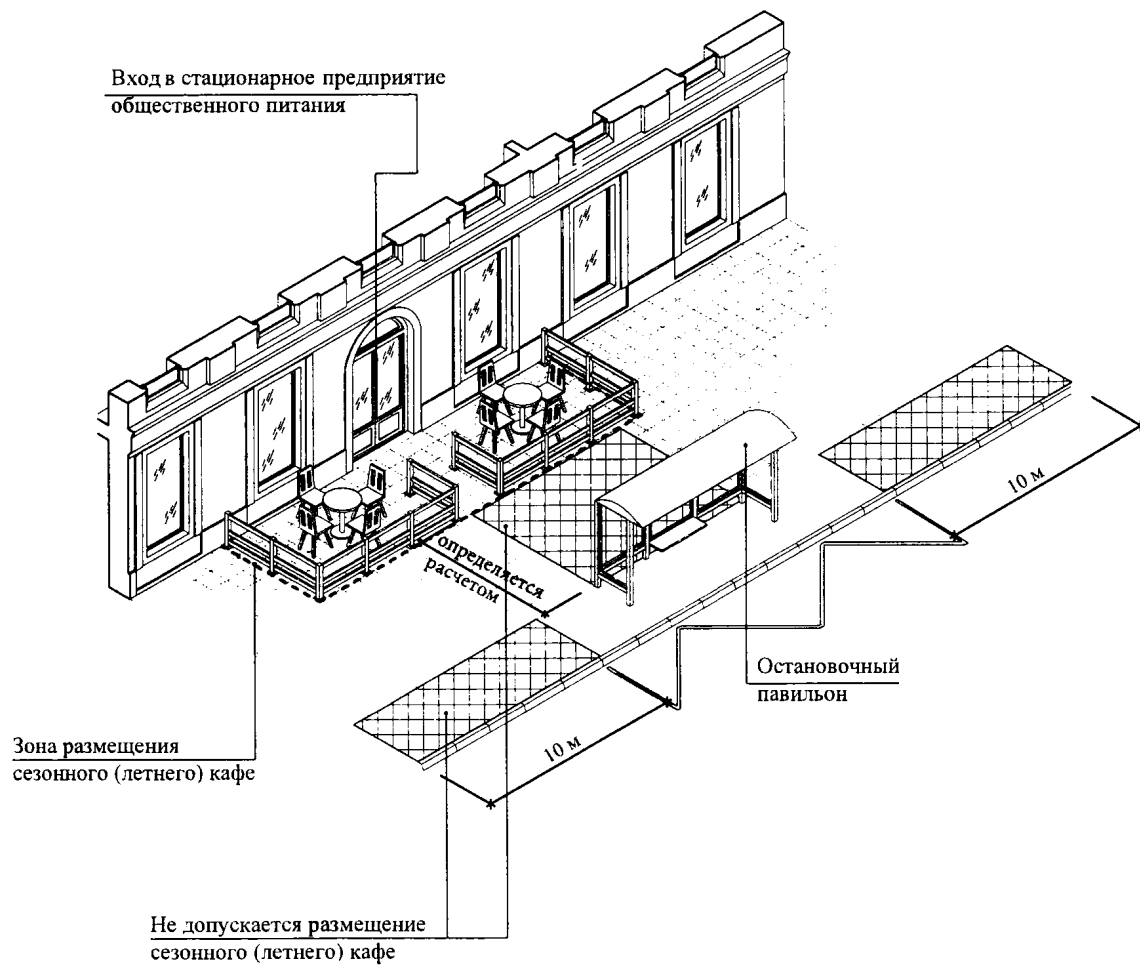 Вход в стационарное предприятие
общественного питания
10 м
определяется
расчетом
Остановочный
павильон
10 м
Зона размещения
сезонного (летнего) кафе
Не допускается размещение
сезонного (летнего) кафе